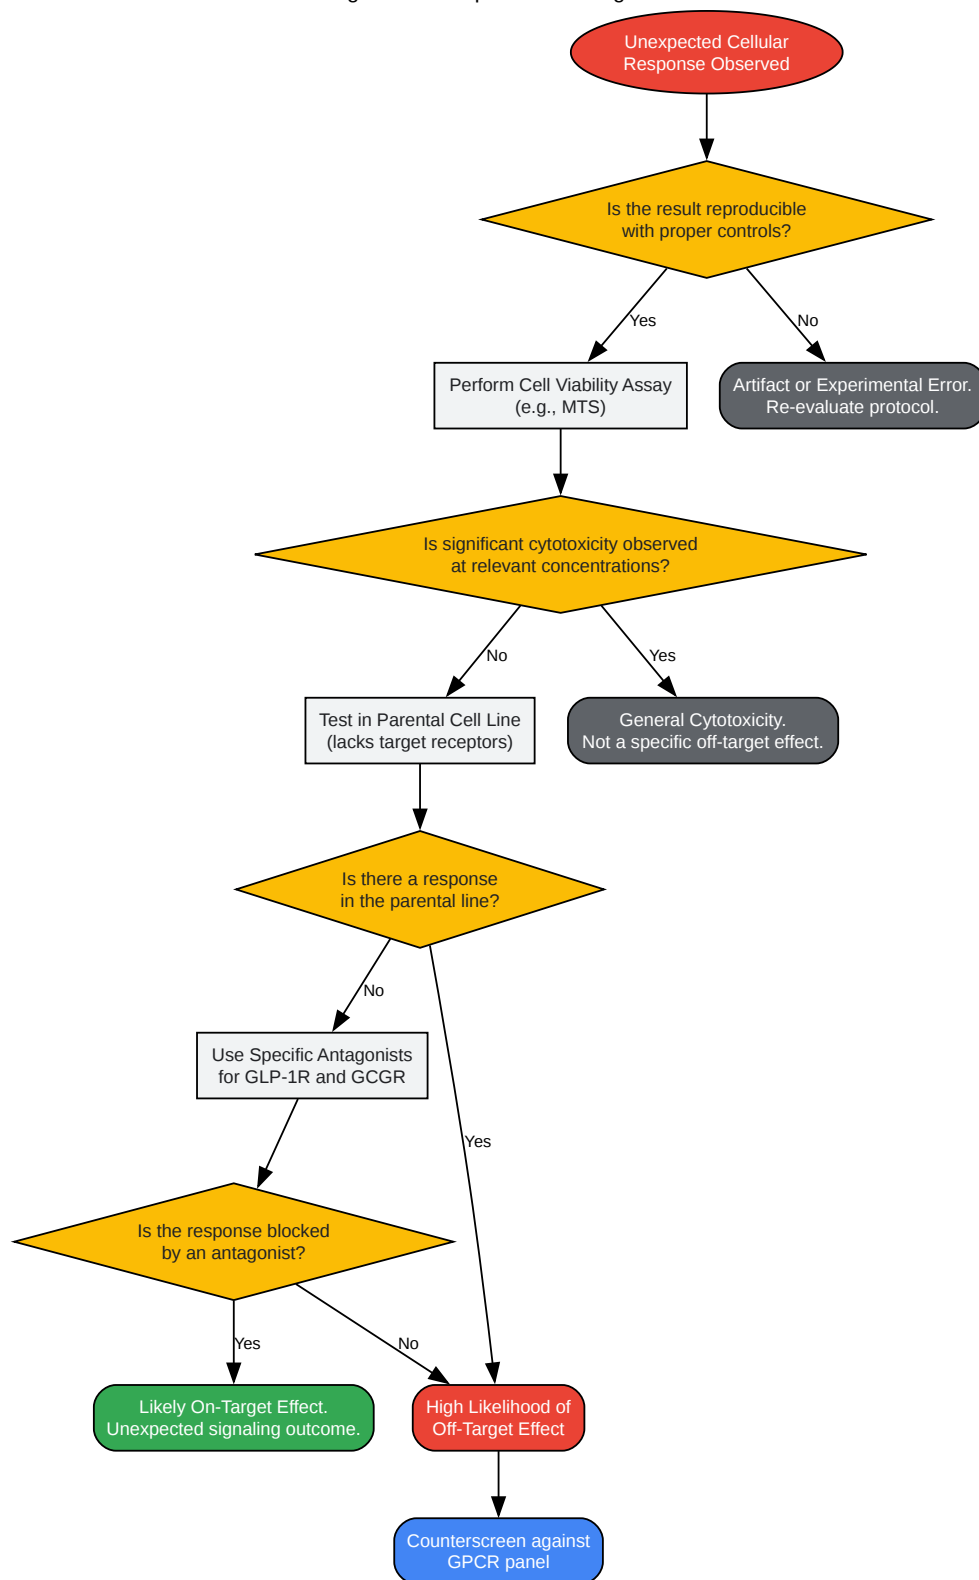 Unexpected Cellular
Response Observed
Is the result reproducible
with proper controls?
Yes
No
Perform Cell Viability Assay
(e.g., MTS)
Artifact or Experimental Error.
Re-evaluate protocol.
Is significant cytotoxicity observed
at relevant concentrations?
No
Yes
Test in Parental Cell Line
(lacks target receptors)
General Cytotoxicity.
Not a specific off-target effect.
Is there a response
in the parental line?
No
Use Specific Antagonists
for GLP-1R and GCGR
Yes
Is the response blocked
by an antagonist?
Yes
No
Likely On-Target Effect.
Unexpected signaling outcome.
High Likelihood of
Off-Target Effect
Counterscreen against
GPCR panel